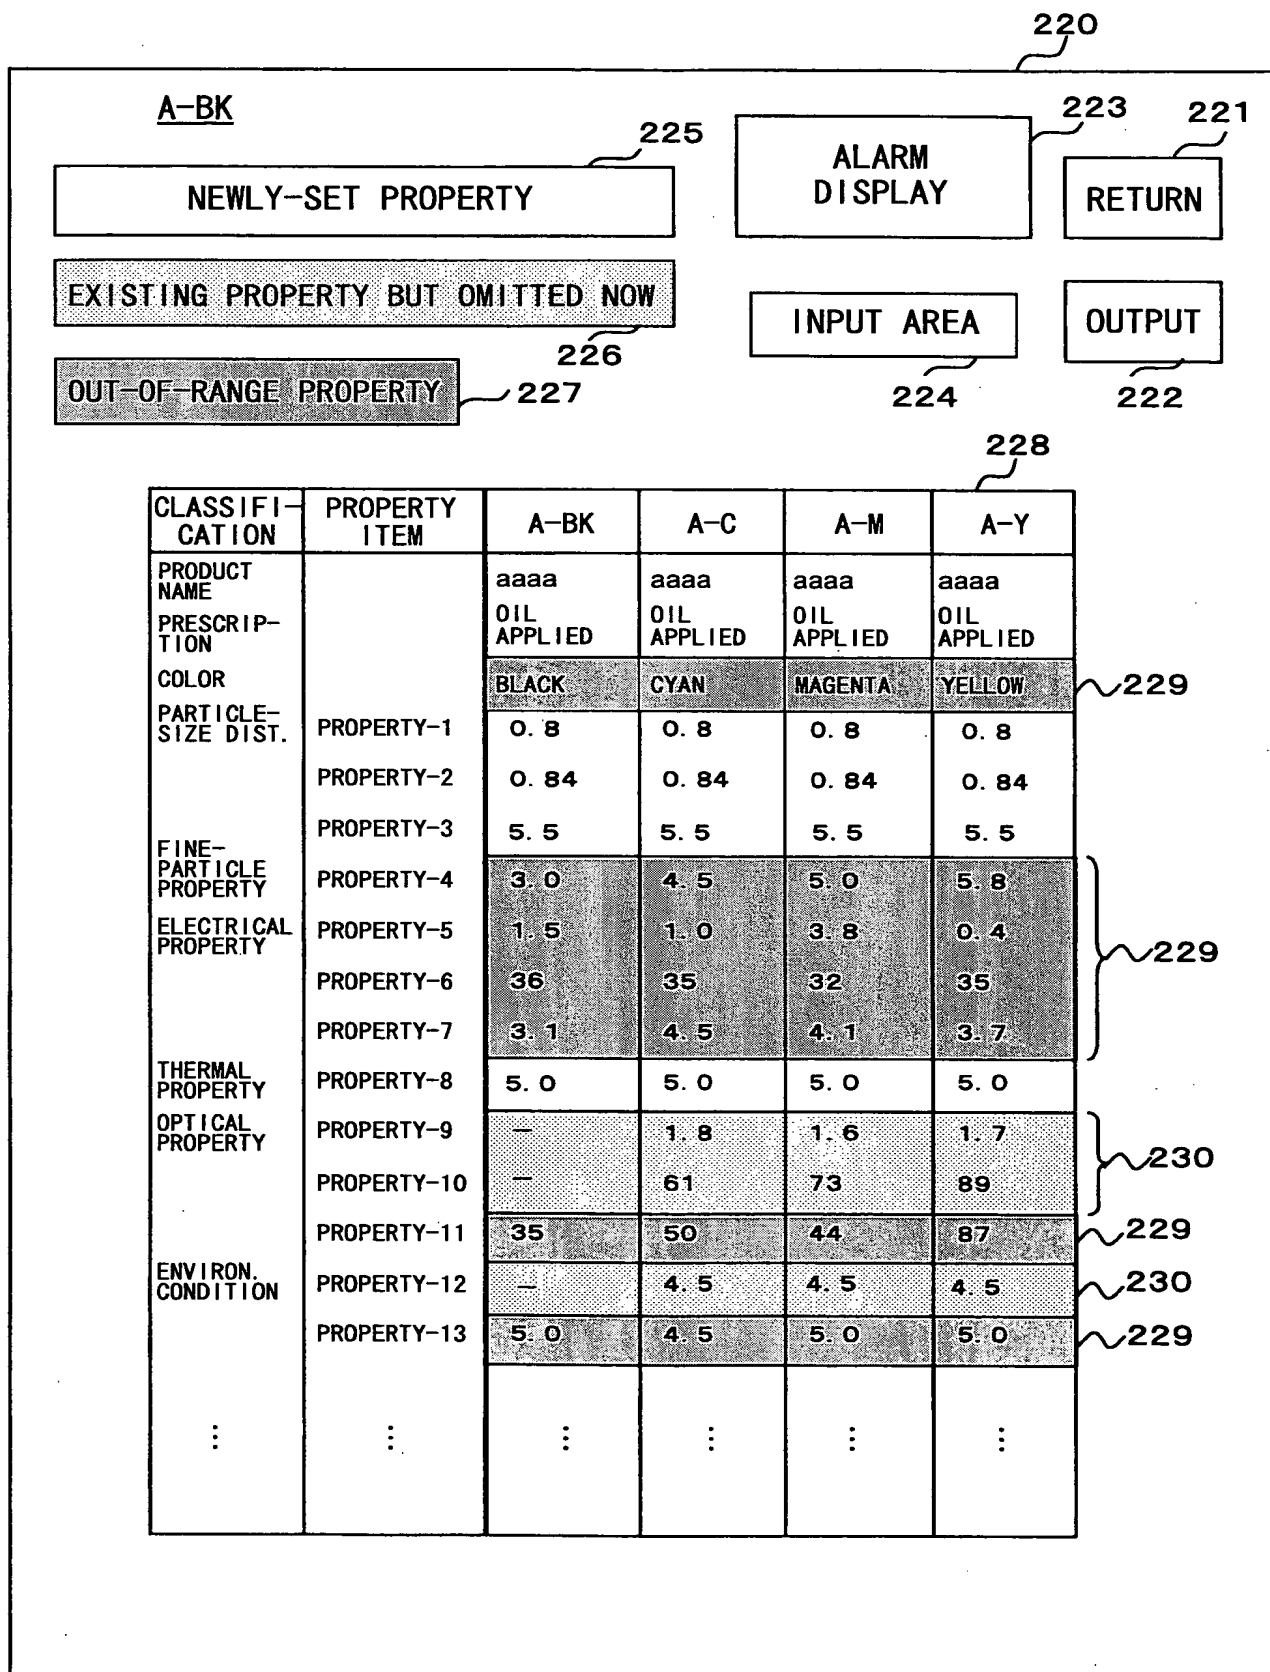 220
A-BK
225
223
221
NEWLY-SET PROPERTY
ALARM
DISPLAY
RETURN
EXISTING PROPERTY BUT OMITTED NOW
226
INPUT AREA
224
OUTPUT
222
OUT-OF-RANGE PROPERTY
227
228
CLASSIFI-
CATION
PROPERTY
ITEM
A-BK
A-C
A-M
A-Y
PRODUCT
NAME
aaaa
aaaa
aaaa
aaaa
PRESCRIP-
TION
OIL
APPLIED
OIL
APPLIED
OIL
APPLIED
OIL
APPLIED
COLOR
BLACK
CYAN
MAGENTA
YELLOW
229
PARTICLE-
SIZE DIST.
PROPERTY-1
0.8
0.8
0.8
0.8
PROPERTY-2
0.84
0.84
0.84
0.84
PROPERTY-3
5.5
5.5
5.5
5.5
FINE-
PARTICLE
PROPERTY
PROPERTY-4
3.0
4.5
5.0
5.8
ELECTRICAL
PROPERTY
PROPERTY-5
1.5
1.0
3.8
0.4
229
PROPERTY-6
36
35
32
35
PROPERTY-7
3.1
4.5
4.1
3.7
THERMAL
PROPERTY
PROPERTY-8
5.0
5.0
5.0
5.0
OPTICAL
PROPERTY
PROPERTY-9
—
1.8
1.6
1.7
230
PROPERTY-10
—
61
73
89
PROPERTY-11
35
50
44
87
229
ENVIRON.
CONDITION
PROPERTY-12
—
4.5
4.5
4.5
230
PROPERTY-13
5.0
4.5
5.0
5.0
229
⋮
⋮
⋮
⋮
⋮
⋮